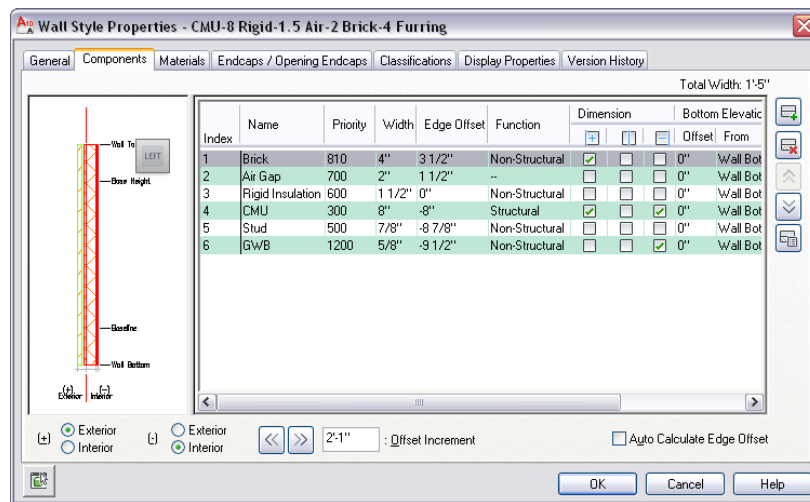 Wall Style Properties - CMU-8 Rigid-1.5 Air-2 Brick-4 Furring
General Components Materials Endcaps / Opening Endcaps Classifications Display Properties Version History
Total Width: 1'-5"
Index Name Priority Width Edge Offset Function Dimension Bottom Elevatic
Offset From
1 Brick 810 4" 3 1/2" Non-Structural 0" Wall Bot
2 Air Gap 700 2" 1 1/2" -- 0" Wall Bot
3 Rigid Insulation 600 1 1/2" 0" Non-Structural 0" Wall Bot
4 CMU 300 8" -8" Structural 0" Wall Bot
5 Stud 500 7/8" -8 7/8" Non-Structural 0" Wall Bot
6 GWB 1200 5/8" -9 1/2" Non-Structural 0" Wall Bot
Wall To
LEFT
Base Height
Baseline
Wall Bottom
(+) (-)
Exterior Interior
(+) Exterior Interior (-) Exterior Interior 2'-1" : Offset Increment Auto Calculate Edge Offset
OK Cancel Help